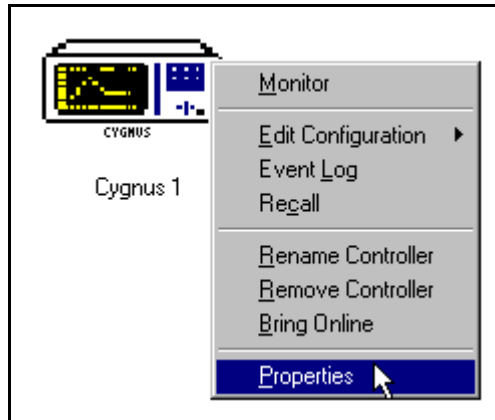 CYGNUS
Cygnus 1
Monitor
Edit Configuration
Event Log
Recall
Rename Controller
Remove Controller
Bring Online
Properties